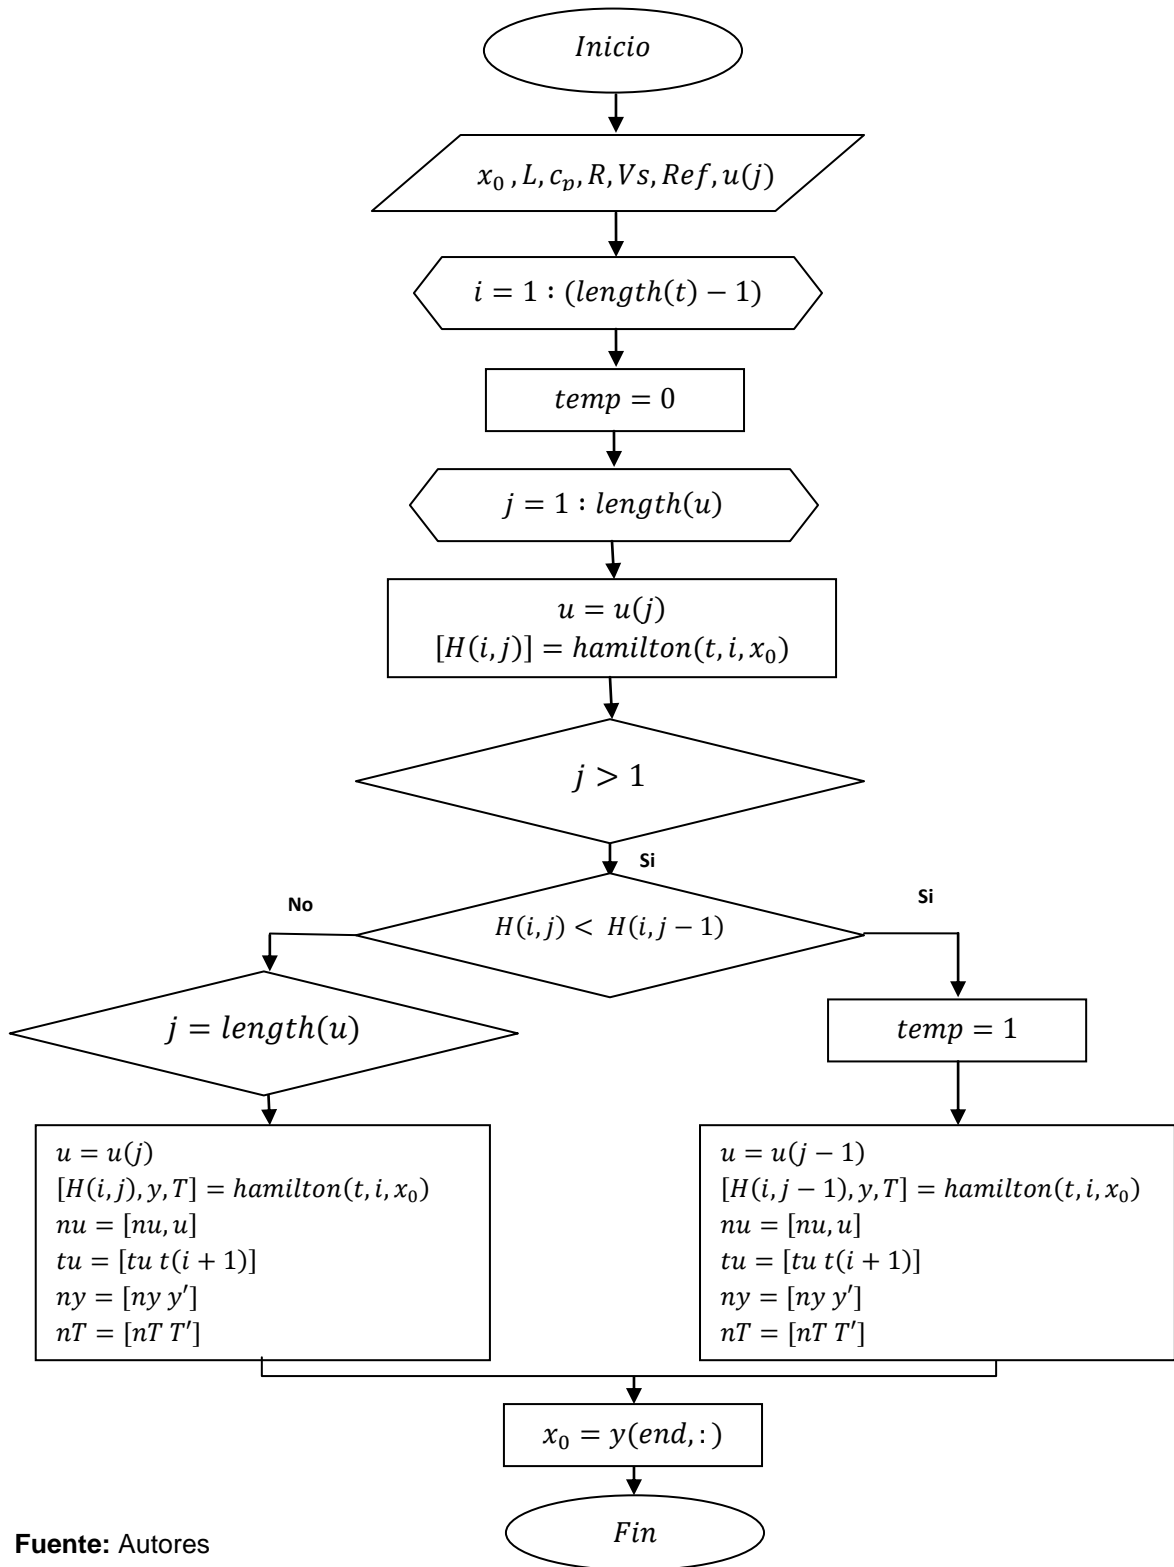 Inicio
x₀ , L, cₚ, R, Vs, Ref, u(j)
i = 1 : (length(t) − 1)
temp = 0
j = 1 : length(u)
u = u(j)
[H(i, j)] = hamilton(t, i, x₀)
j > 1
Si
No
Si
H(i, j) < H(i, j − 1)
j = length(u)
temp = 1
u = u(j)
[H(i, j), y, T] = hamilton(t, i, x₀)
nu = [nu, u]
tu = [tu t(i + 1)]
ny = [ny y′]
nT = [nT T′]
u = u(j − 1)
[H(i, j − 1), y, T] = hamilton(t, i, x₀)
nu = [nu, u]
tu = [tu t(i + 1)]
ny = [ny y′]
nT = [nT T′]
x₀ = y(end, : )
Fin
Fuente: Autores